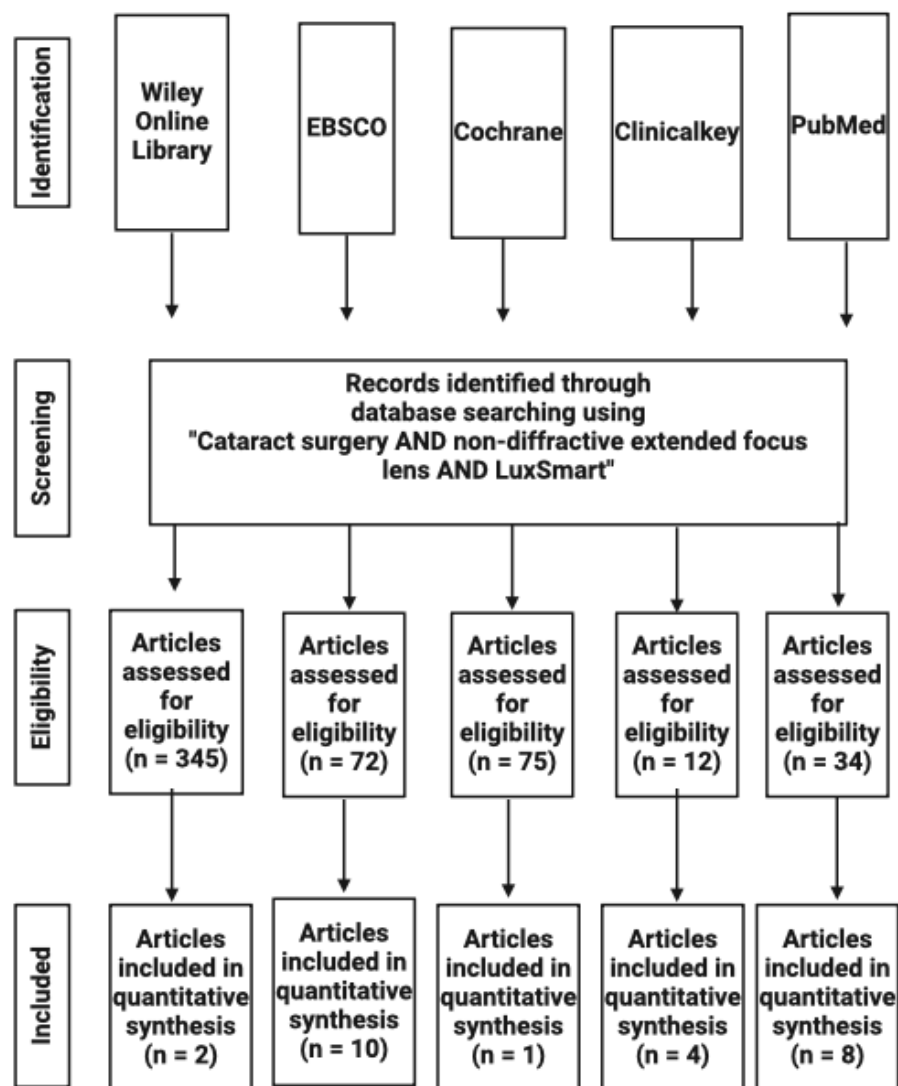 Identification
Wiley
Online
Library
EBSCO
Cochrane
Clinicalkey
PubMed
Screening
Records identified through
database searching using
"Cataract surgery AND non-diffractive extended focus
lens AND LuxSmart"
Eligibility
Articles
assessed
for
eligibility
(n = 345)
Articles
assessed
for
eligibility
(n = 72)
Articles
assessed
for
eligibility
(n = 75)
Articles
assessed
for
eligibility
(n = 12)
Articles
assessed
for
eligibility
(n = 34)
Included
Articles
included in
quantitative
synthesis
(n = 2)
Articles
included in
quantitative
synthesis
(n = 10)
Articles
included in
quantitative
synthesis
(n = 1)
Articles
included in
quantitative
synthesis
(n = 4)
Articles
included in
quantitative
synthesis
(n = 8)